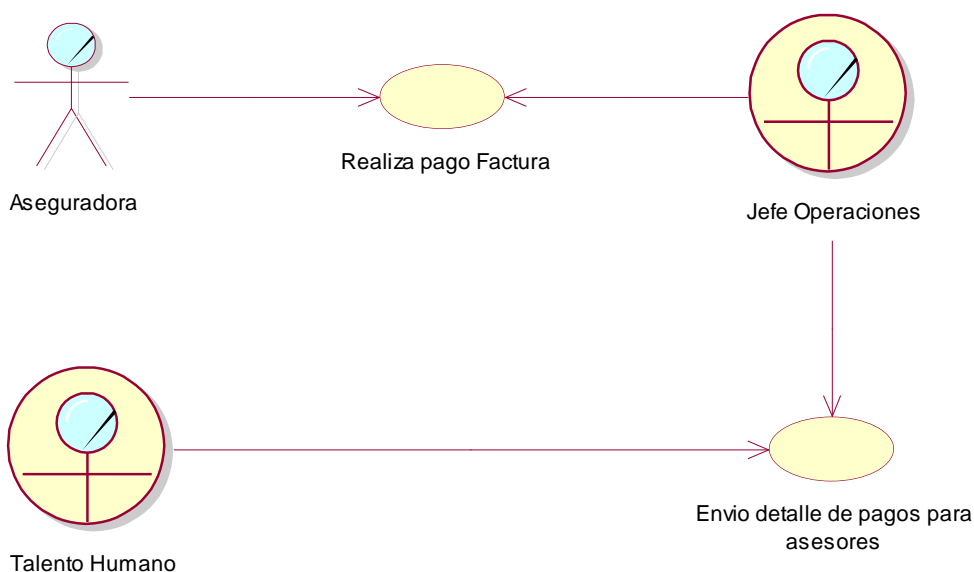 Realiza pago Factura
Aseguradora
Jefe Operaciones
Envio detalle de pagos para
asesores
Talento Humano